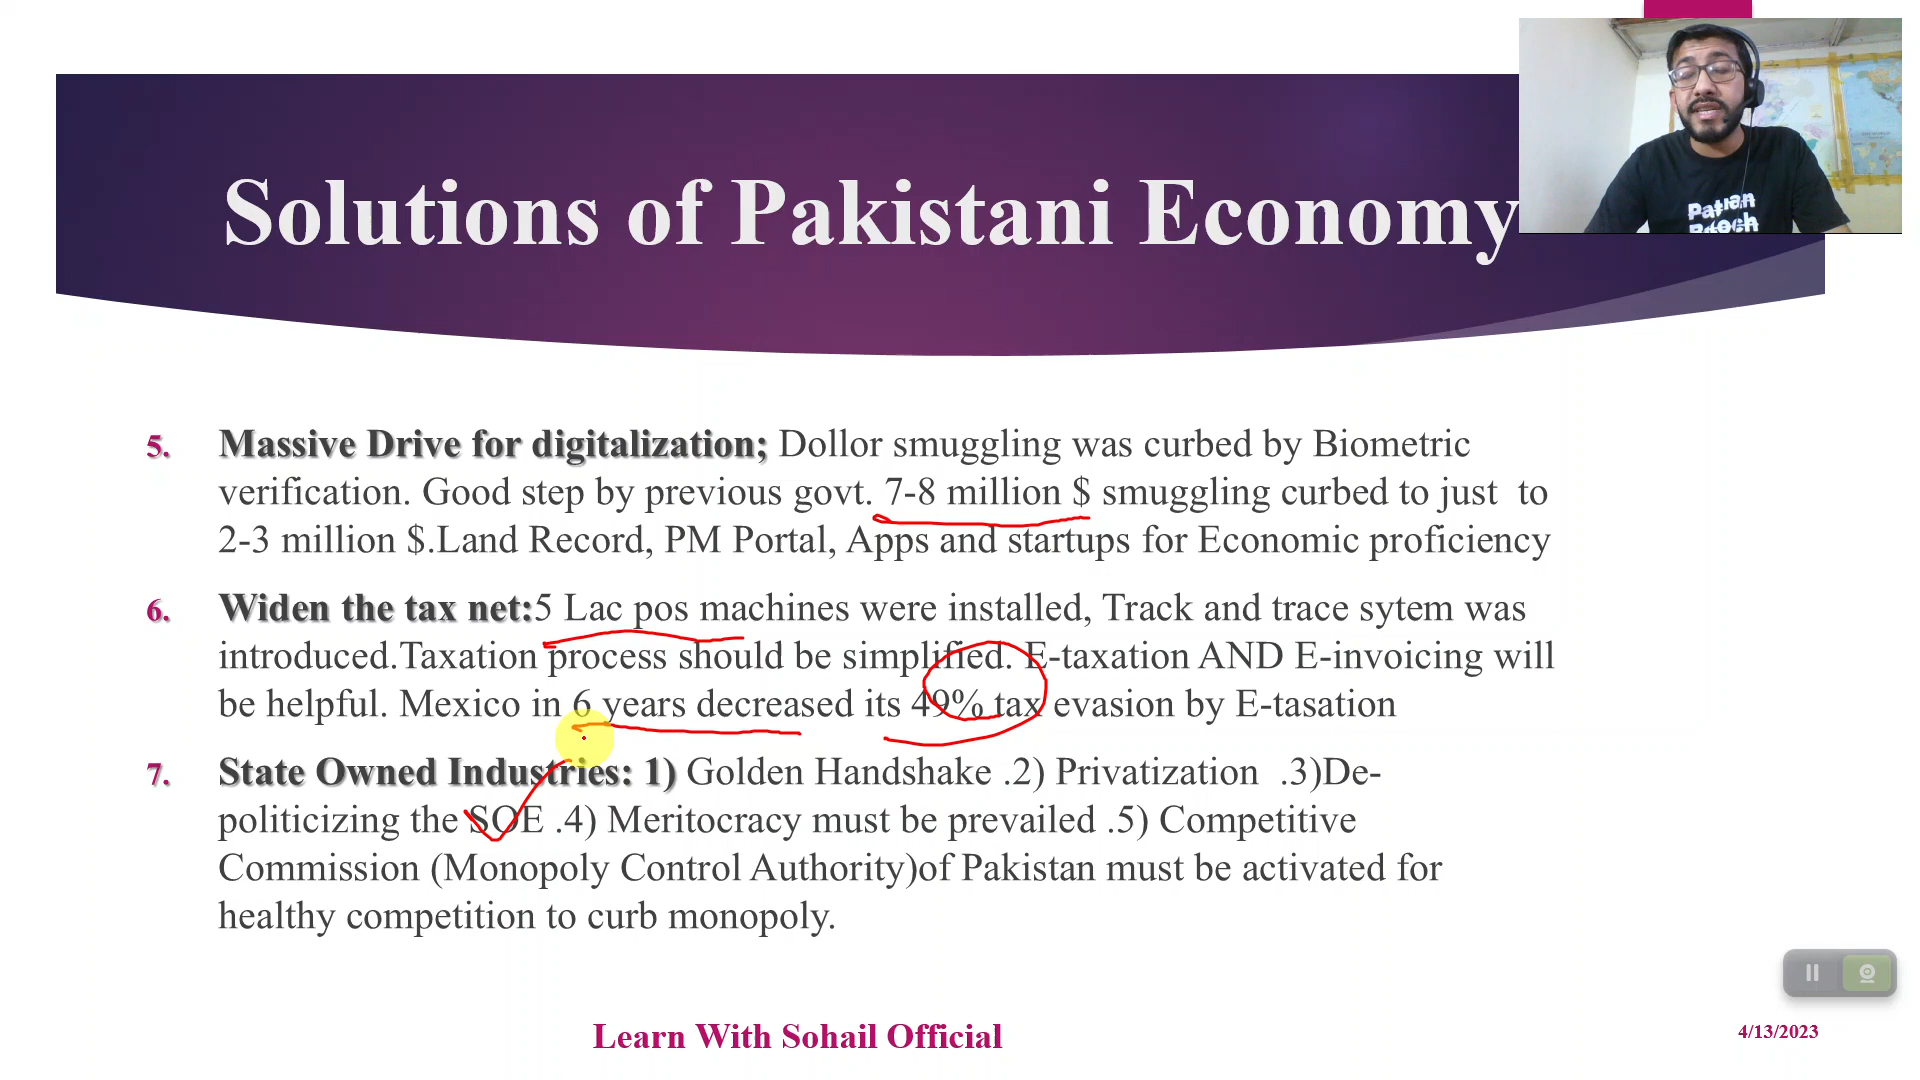 Solutions of Pakistani Economy
5. Massive Drive for digitalization; Dollor smuggling was curbed by Biometric
verification. Good step by previous govt. 7-8 million $ smuggling curbed to just to
2-3 million $.Land Record, PM Portal, Apps and startups for Economic proficiency
6. Widen the tax net:5 Lac pos machines were installed, Track and trace sytem was
introduced.Taxation process should be simplified. E-taxation AND E-invoicing will
be helpful. Mexico in 6 years decreased its 49% tax evasion by E-tasation
7. State Owned Industries: 1) Golden Handshake .2) Privatization .3)De-
politicizing the SOE .4) Meritocracy must be prevailed .5) Competitive
Commission (Monopoly Control Authority)of Pakistan must be activated for
healthy competition to curb monopoly.
Learn With Sohail Official
4/13/2023